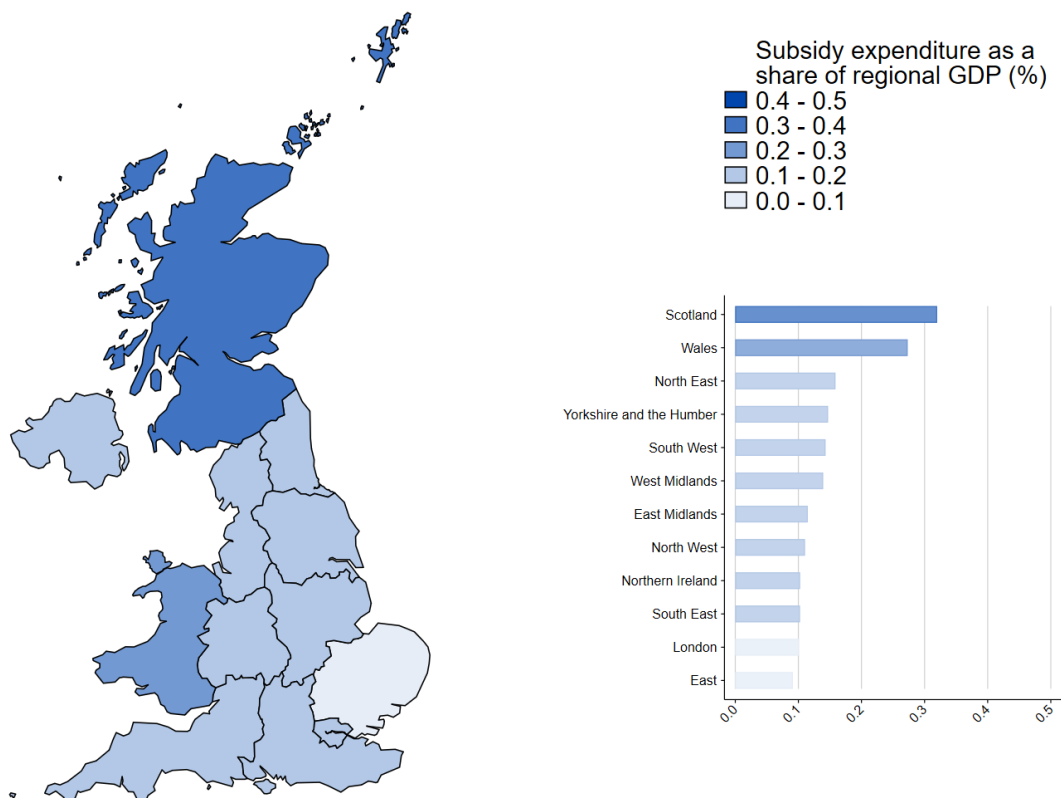 Subsidy expenditure as a
share of regional GDP (%)
0.4 - 0.5
0.3 - 0.4
0.2 - 0.3
0.1 - 0.2
0.0 - 0.1
Scotland
Wales
North East
Yorkshire and the Humber
South West
West Midlands
East Midlands
North West
Northern Ireland
South East
London
East
0.0 0.1 0.2 0.3 0.4 0.5